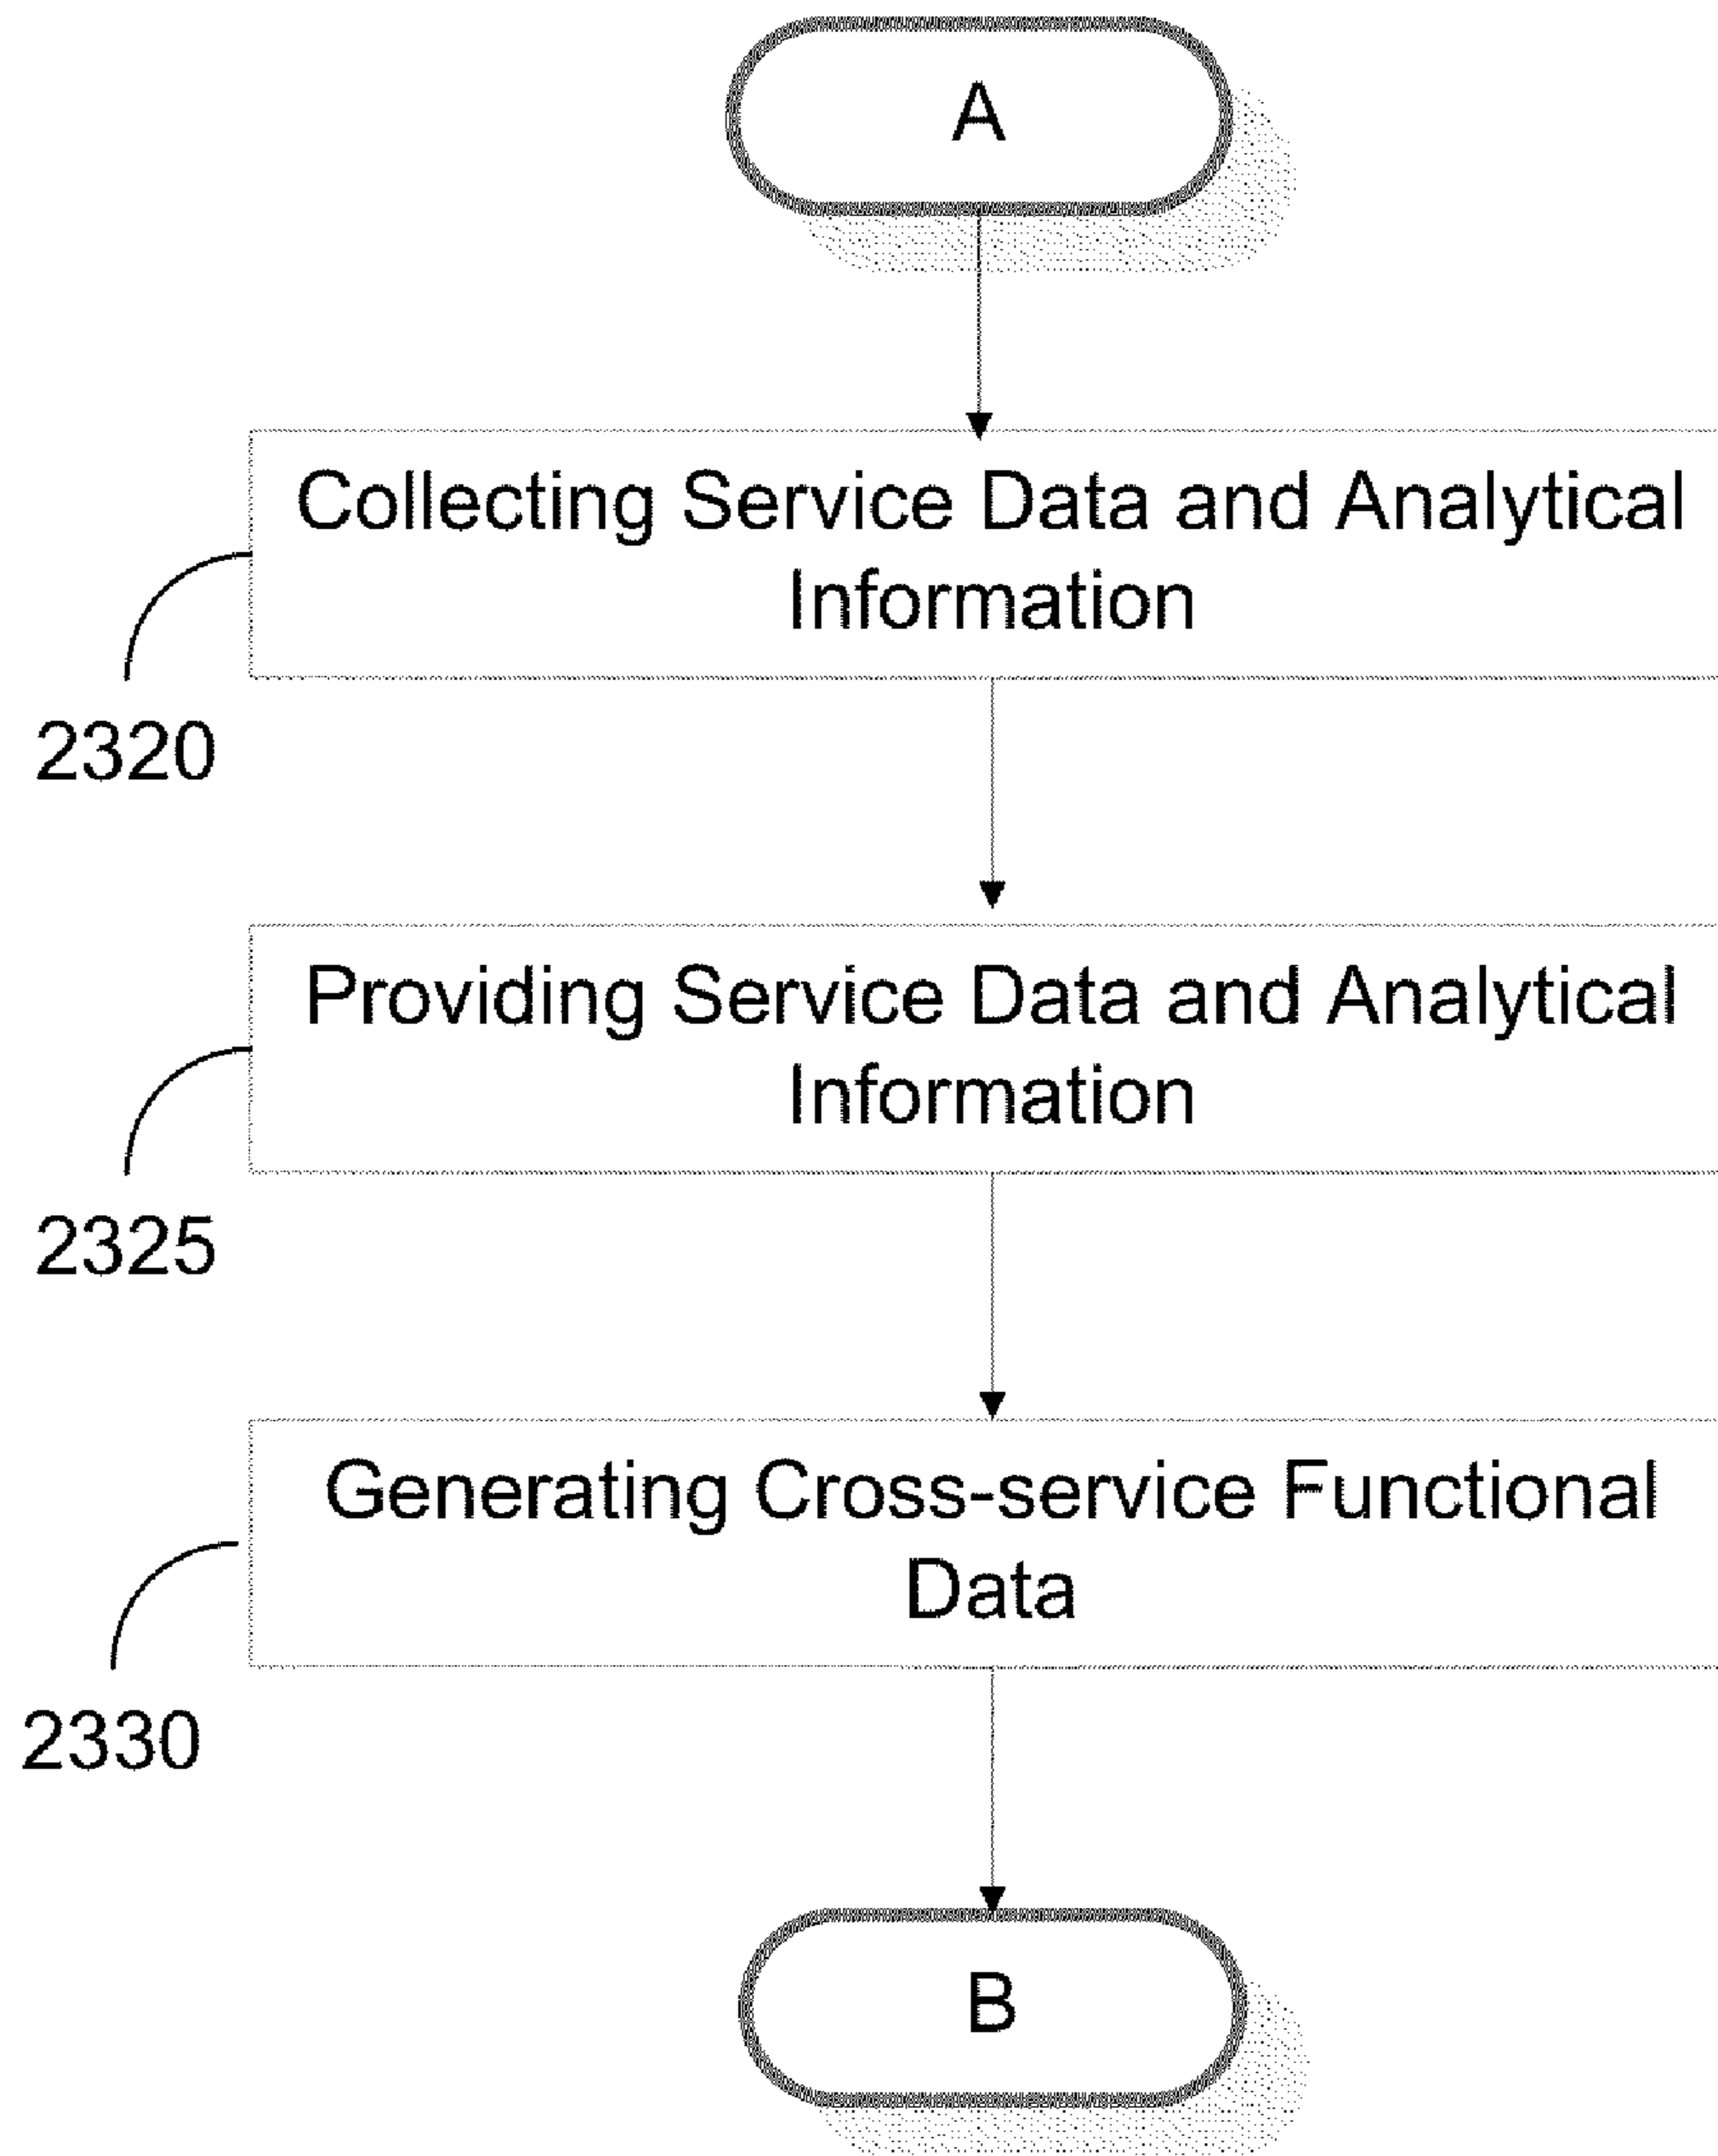 A
Collecting Service Data and Analytical
Information
2320
Providing Service Data and Analytical
Information
2325
Generating Cross-service Functional
Data
2330
B